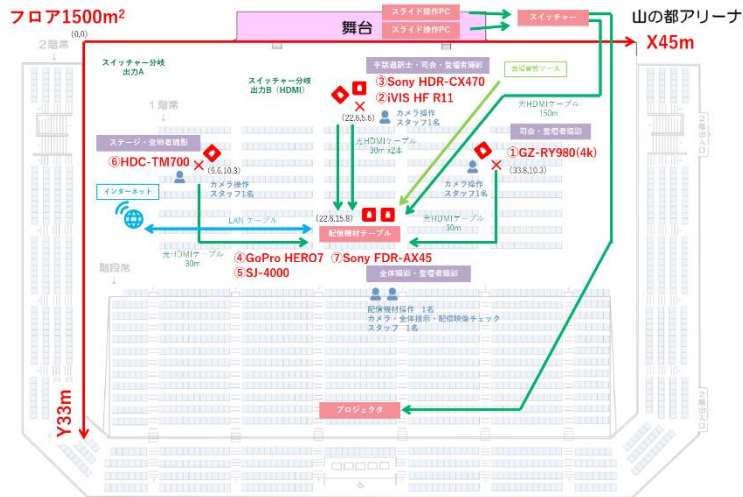 フロア1500m²
舞台
スライド操作PC
スライド操作PC
スイッチャー
山の都アリーナ
２階席
(0,0)
X45m
スイッチャー分岐
出力A
スイッチャー分岐
出力B（HDMI）
手話通訳士・司会・登壇者撮影
③Sony HDR-CX470
②iVIS HF R11
(22.6,5.6)
カメラ操作
スタッフ1名
会場音響ソース
光HDMIケーブル
150m
１階席
ステージ・登壇者撮影
⑥HDC-TM700
(9.6,10.3)
カメラ操作
スタッフ1名
光HDMIケーブル
30m x2本
司会・登壇者撮影
①GZ-RY980(4k)
(33.8,10.3)
カメラ操作
スタッフ1名
インターネット
LANケーブル
(22.6,15.8)
配信機材テーブル
光HDMIケーブル
30m
光HDMIケーブル
30m
④GoPro HERO7
⑦Sony FDR-AX45
⑤SJ-4000
階段席
全体撮影・登壇者撮影
配信機材操作　1名
カメラ・全体指示・配信映像チェック
スタッフ　1名
プロジェクタ
Y33m